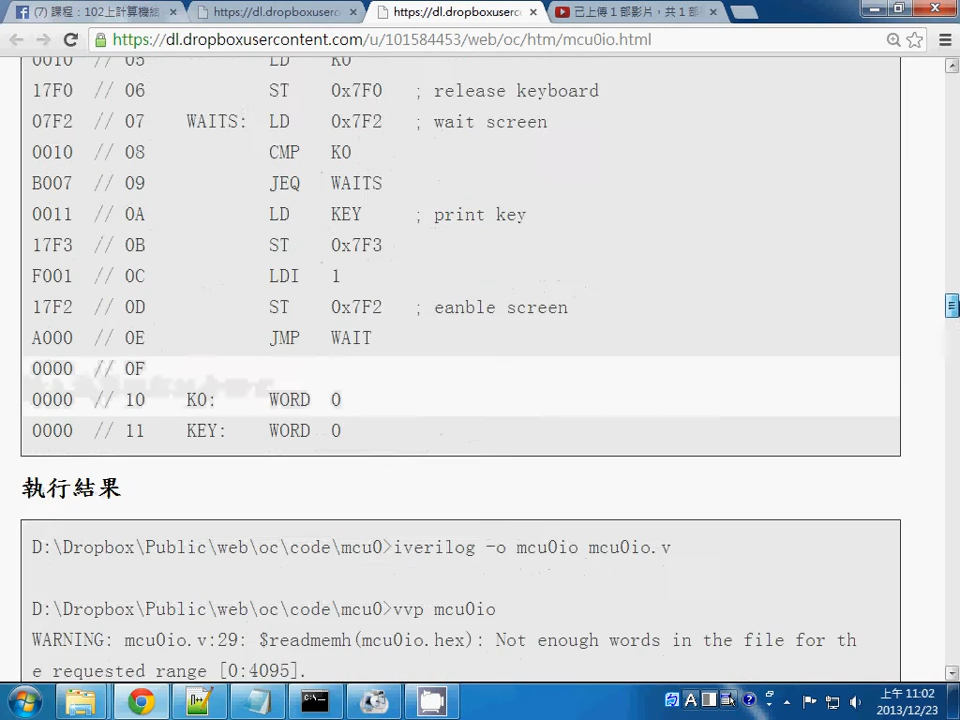 (7) 課程：102上計算機結
https://dl.dropboxuserc
https://dl.dropboxuserc
已上傳 1 部影片，共 1 部
https://dl.dropboxusercontent.com/u/101584453/web/oc/htm/mcu0io.html
0010 // 05 LD K0
17F0 // 06 ST 0x7F0 ; release keyboard
07F2 // 07 WAITS: LD 0x7F2 ; wait screen
0010 // 08 CMP K0
B007 // 09 JEQ WAITS
0011 // 0A LD KEY ; print key
17F3 // 0B ST 0x7F3
F001 // 0C LDI 1
17F2 // 0D ST 0x7F2 ; eanble screen
A000 // 0E JMP WAIT
0000 // 0F
0000 // 10 K0: WORD 0
0000 // 11 KEY: WORD 0
執行結果
D:\Dropbox\Public\web\oc\code\mcu0>iverilog -o mcu0io mcu0io.v
D:\Dropbox\Public\web\oc\code\mcu0>vvp mcu0io
WARNING: mcu0io.v:29: $readmemh(mcu0io.hex): Not enough words in the file for th
e requested range [0:4095].
上午 11:02
2013/12/23